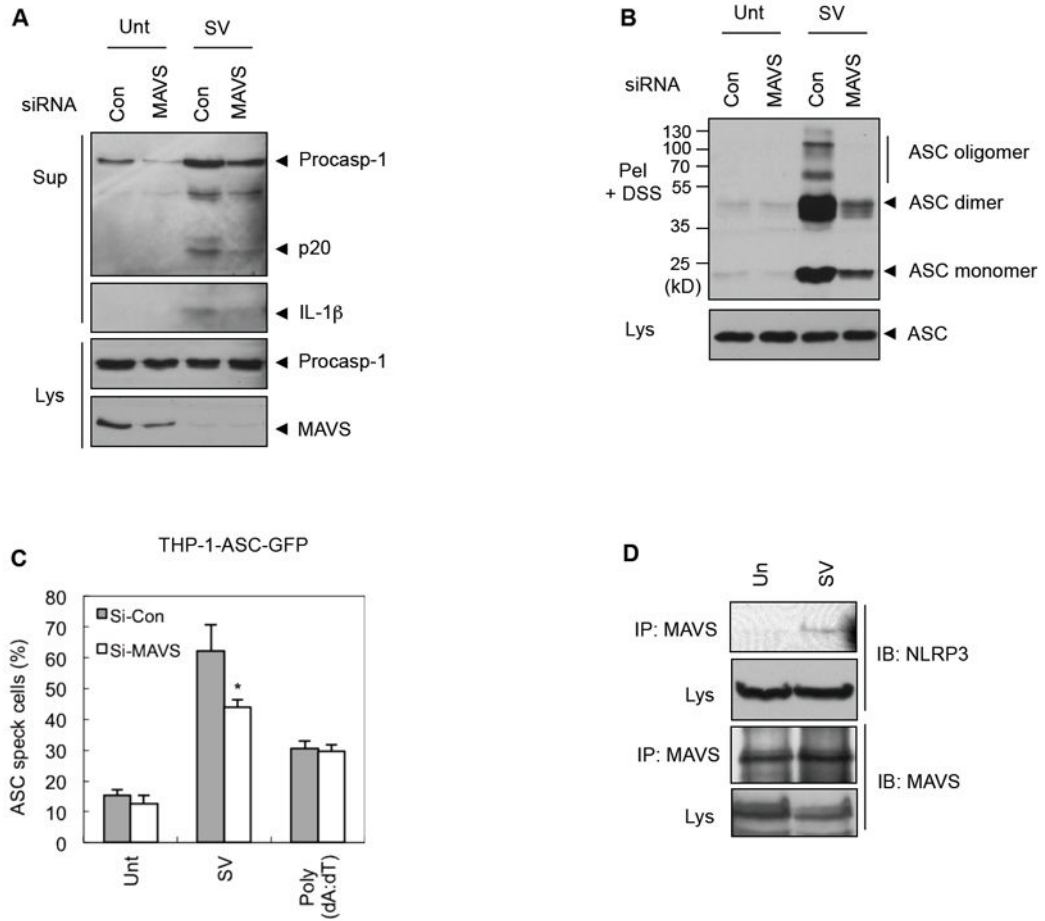 A
Unt SV
siRNA Con MAVS Con MAVS
Sup
Procasp-1
p20
IL-1β
Lys
Procasp-1
MAVS
B
Unt SV
siRNA Con MAVS Con MAVS
Pel
+ DSS
130
100
70
55
35
25
(kD)
ASC oligomer
ASC dimer
ASC monomer
Lys
ASC
C
THP-1-ASC-GFP
ASC speck cells (%)
80
70
60
50
40
30
20
10
0
Si-Con
Si-MAVS
*
Unt
SV
Poly
(dA:dT)
D
Un SV
IP: MAVS
Lys
IB: NLRP3
IP: MAVS
Lys
IB: MAVS